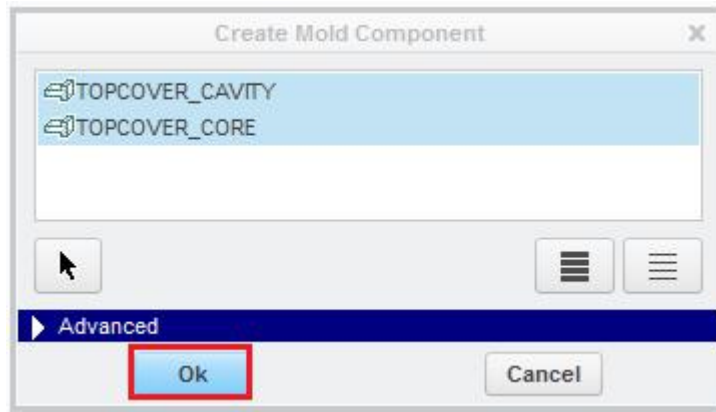 Create Mold Component
TOPCOVER_CAVITY
TOPCOVER_CORE
Advanced
Ok
Cancel